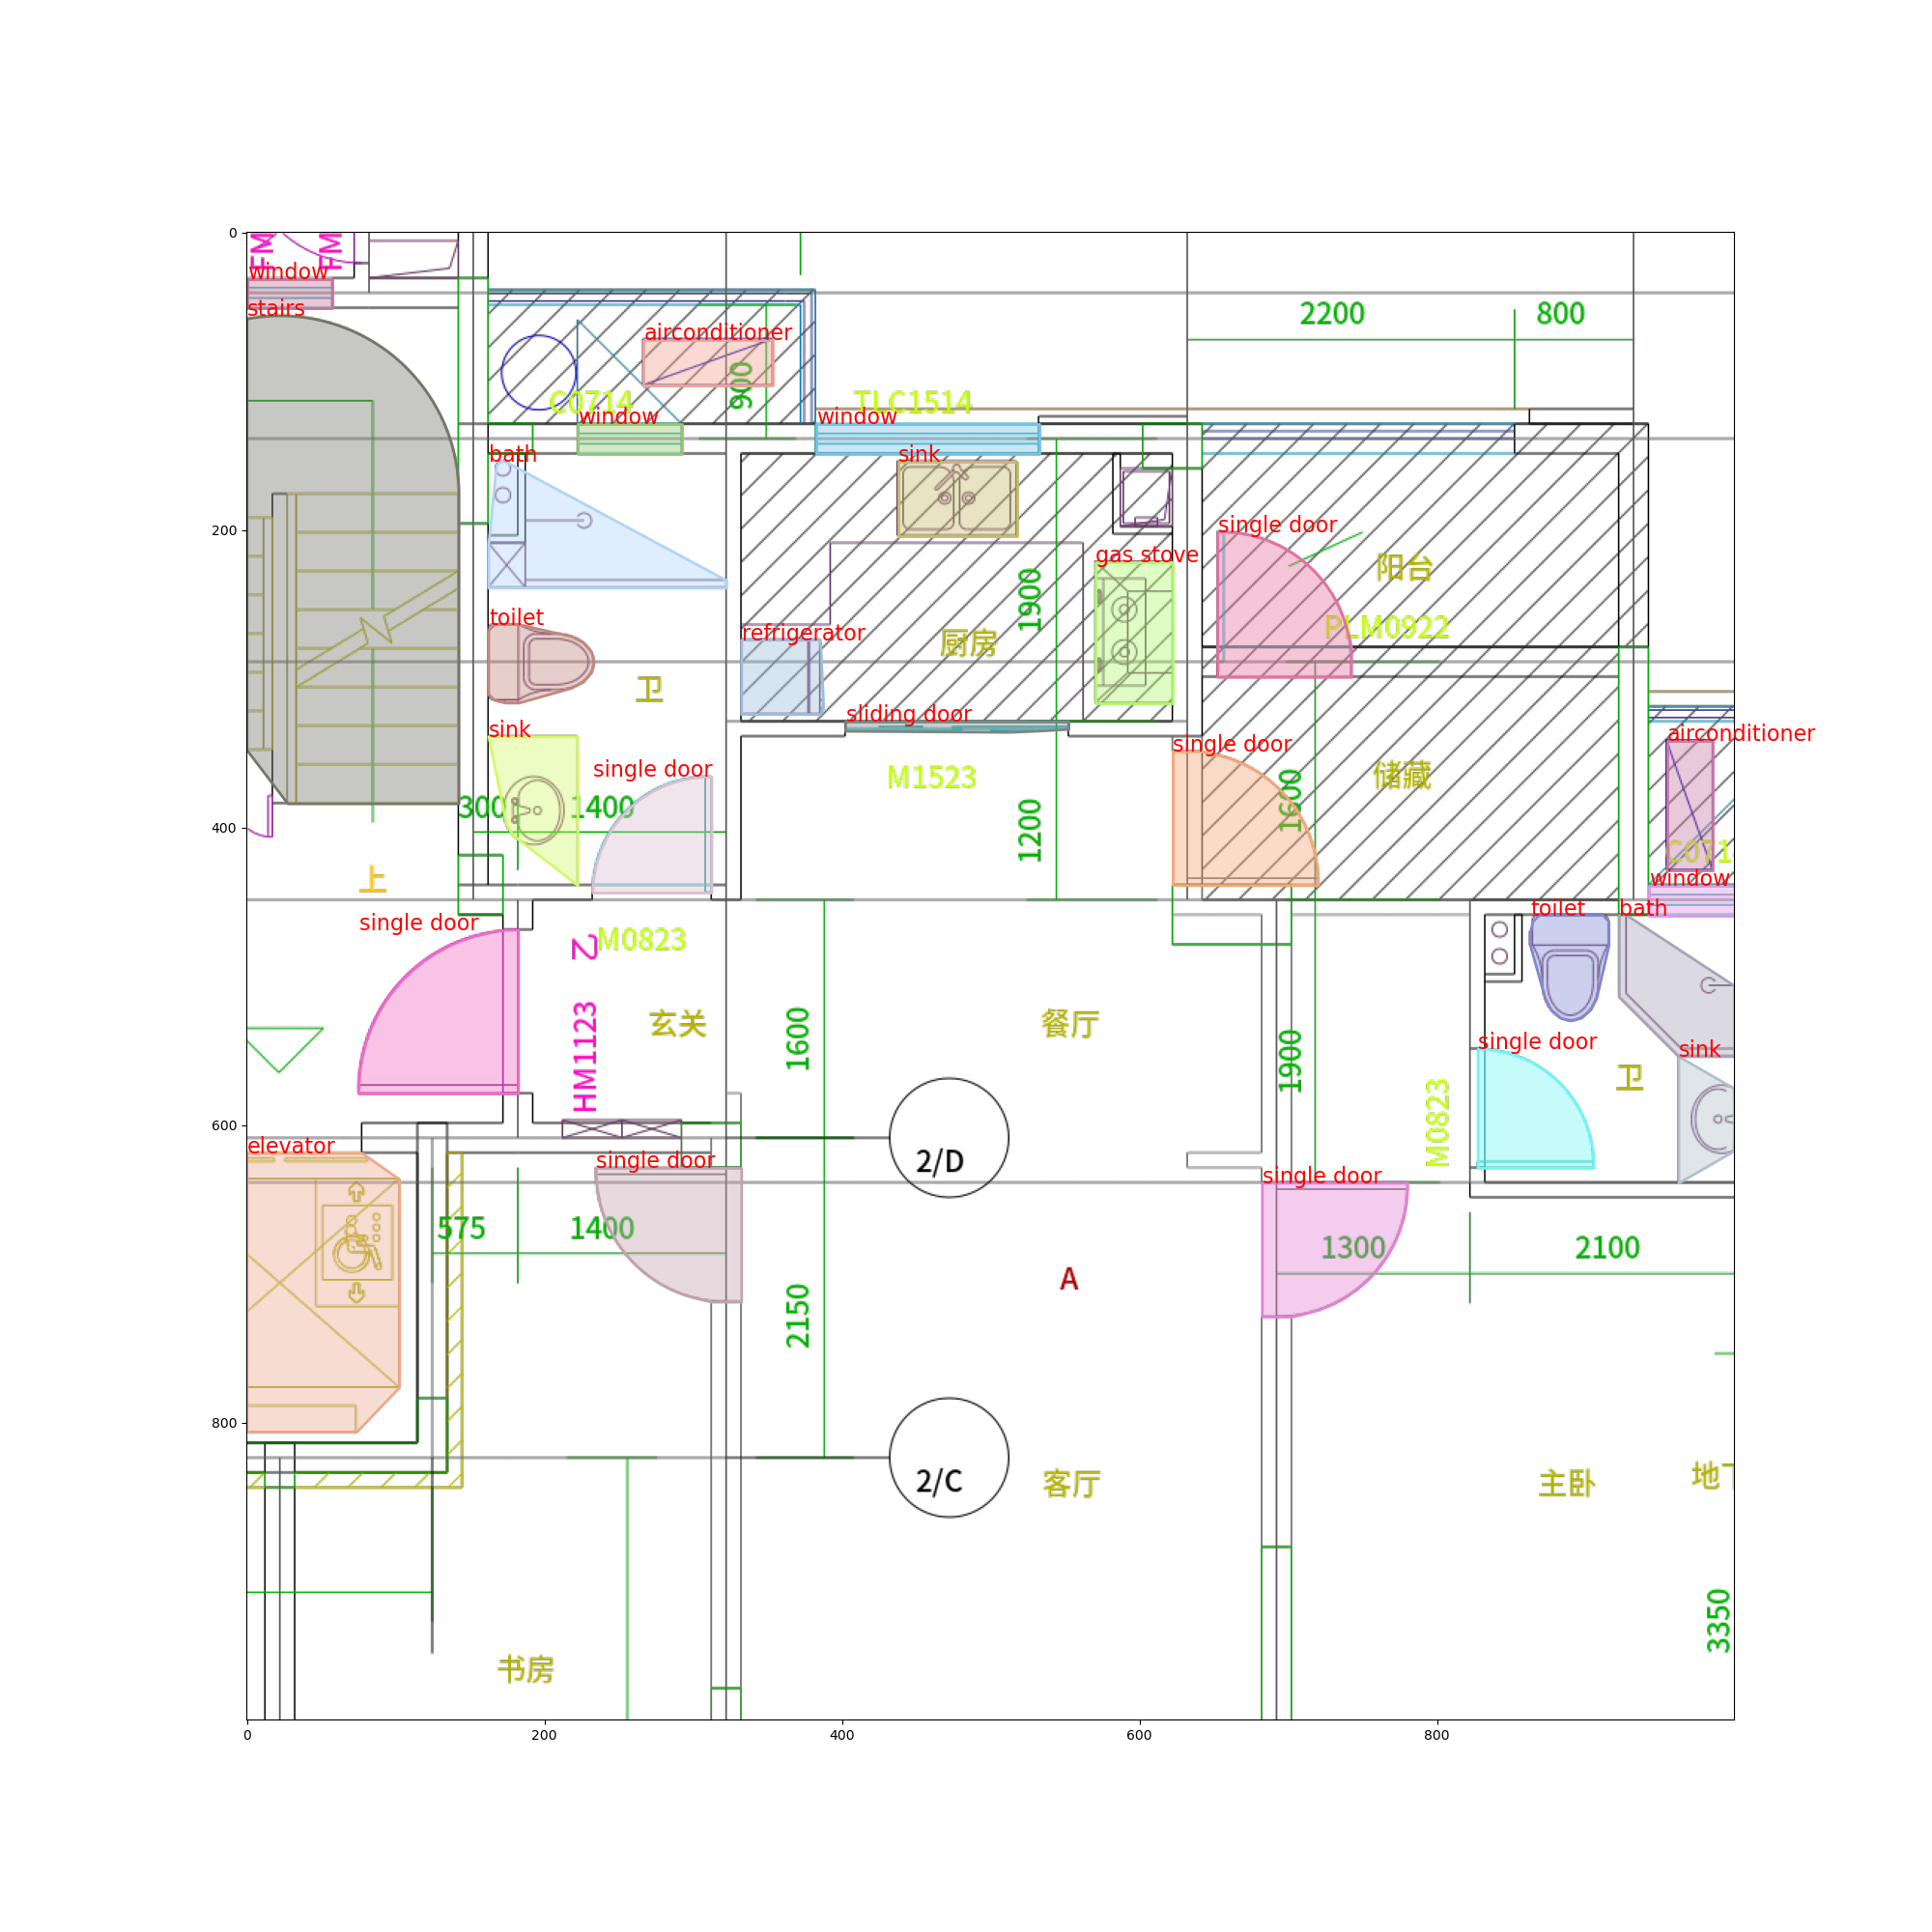 0
FM
FM
window
stairs
2200
800
airconditioner
900
C0714
TLC1514
window
window
bath
sink
200
single door
gas stove
阳台
1900
PLM0922
toilet
refrigerator
厨房
卫
sliding door
sink
single door
airconditioner
single door
M1523
储藏
300
1400
1600
1200
400
C071
上
window
single door
toilet
bath
乙
M0823
HM1123
玄关
1600
餐厅
1900
single door
sink
卫
M0823
600
elevator
single door
2/D
single door
575
1400
1300
2100
A
2150
800
2/C
客厅
主卧
地
3350
书房
0
200
400
600
800